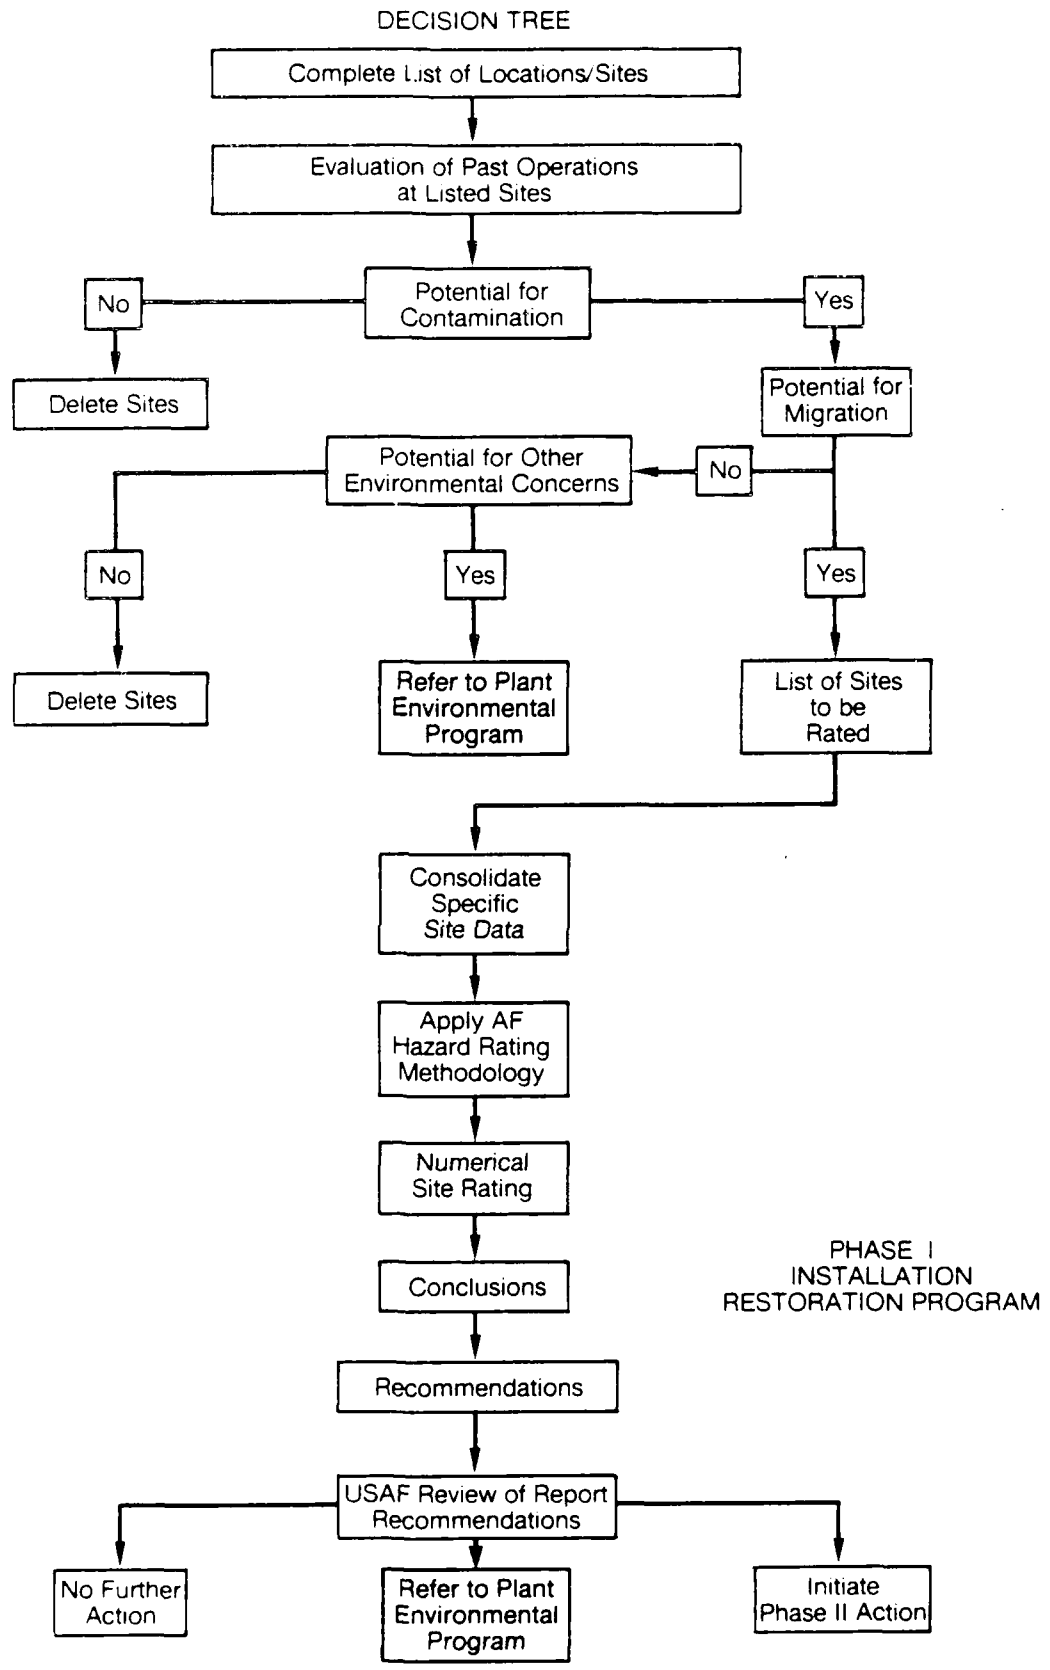 DECISION TREE
Complete List of Locations/Sites
Evaluation of Past Operations
at Listed Sites
No
Potential for
Contamination
Yes
Delete Sites
Potential for
Migration
Potential for Other
Environmental Concerns
No
No
Yes
Yes
Delete Sites
Refer to Plant
Environmental
Program
List of Sites
to be
Rated
Consolidate
Specific
Site Data
Apply AF
Hazard Rating
Methodology
Numerical
Site Rating
Conclusions
PHASE I
INSTALLATION
RESTORATION PROGRAM
Recommendations
USAF Review of Report
Recommendations
No Further
Action
Refer to Plant
Environmental
Program
Initiate
Phase II Action